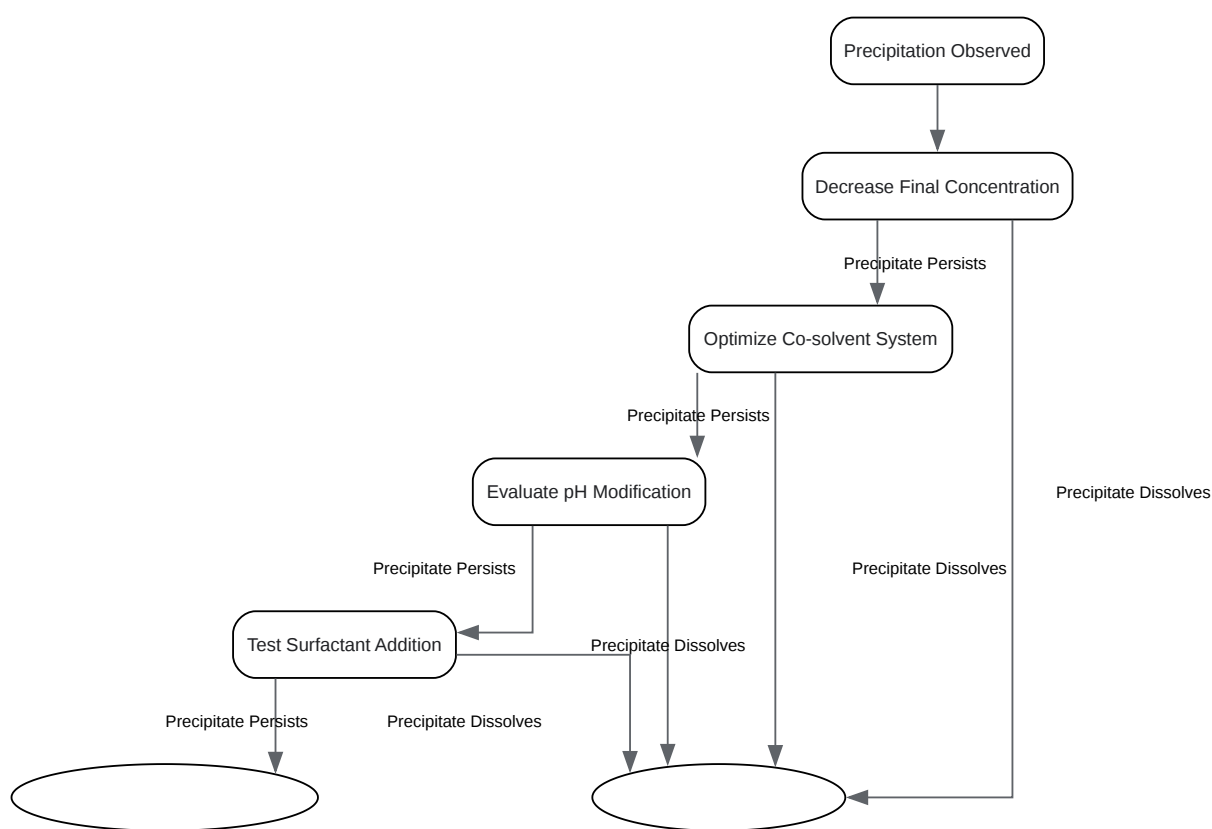 Precipitation Observed
Decrease Final Concentration
Precipitate Persists
Optimize Co-solvent System
Precipitate Persists
Evaluate pH Modification
Precipitate Dissolves
Precipitate Persists
Precipitate Dissolves
Test Surfactant Addition
Precipitate Dissolves
Precipitate Persists
Precipitate Dissolves